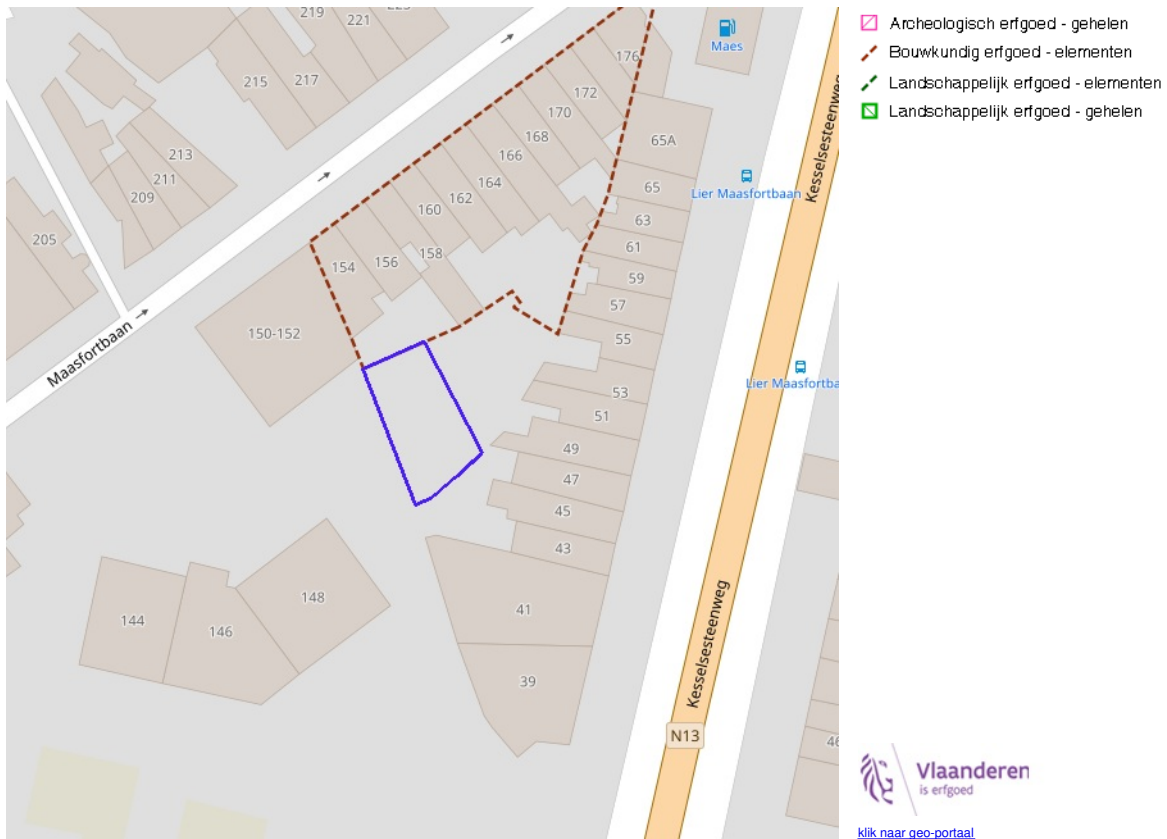 219
221
215
217
Maes
176
172
170
168
166
164
162
160
158
156
154
150-152
213
211
209
205
Maasfortbaan
65A
65
63
61
59
57
55
53
51
49
47
45
43
41
39
144
146
148
Lier Maasfortbaan
Kesselsesteenweg
Lier Maasfortba
Kesselsesteenweg
N13
46
Archeologisch erfgoed - gehelen
Bouwkundig erfgoed - elementen
Landschappelijk erfgoed - elementen
Landschappelijk erfgoed - gehelen
Vlaanderen
is erfgoed
klik naar geo-portaal